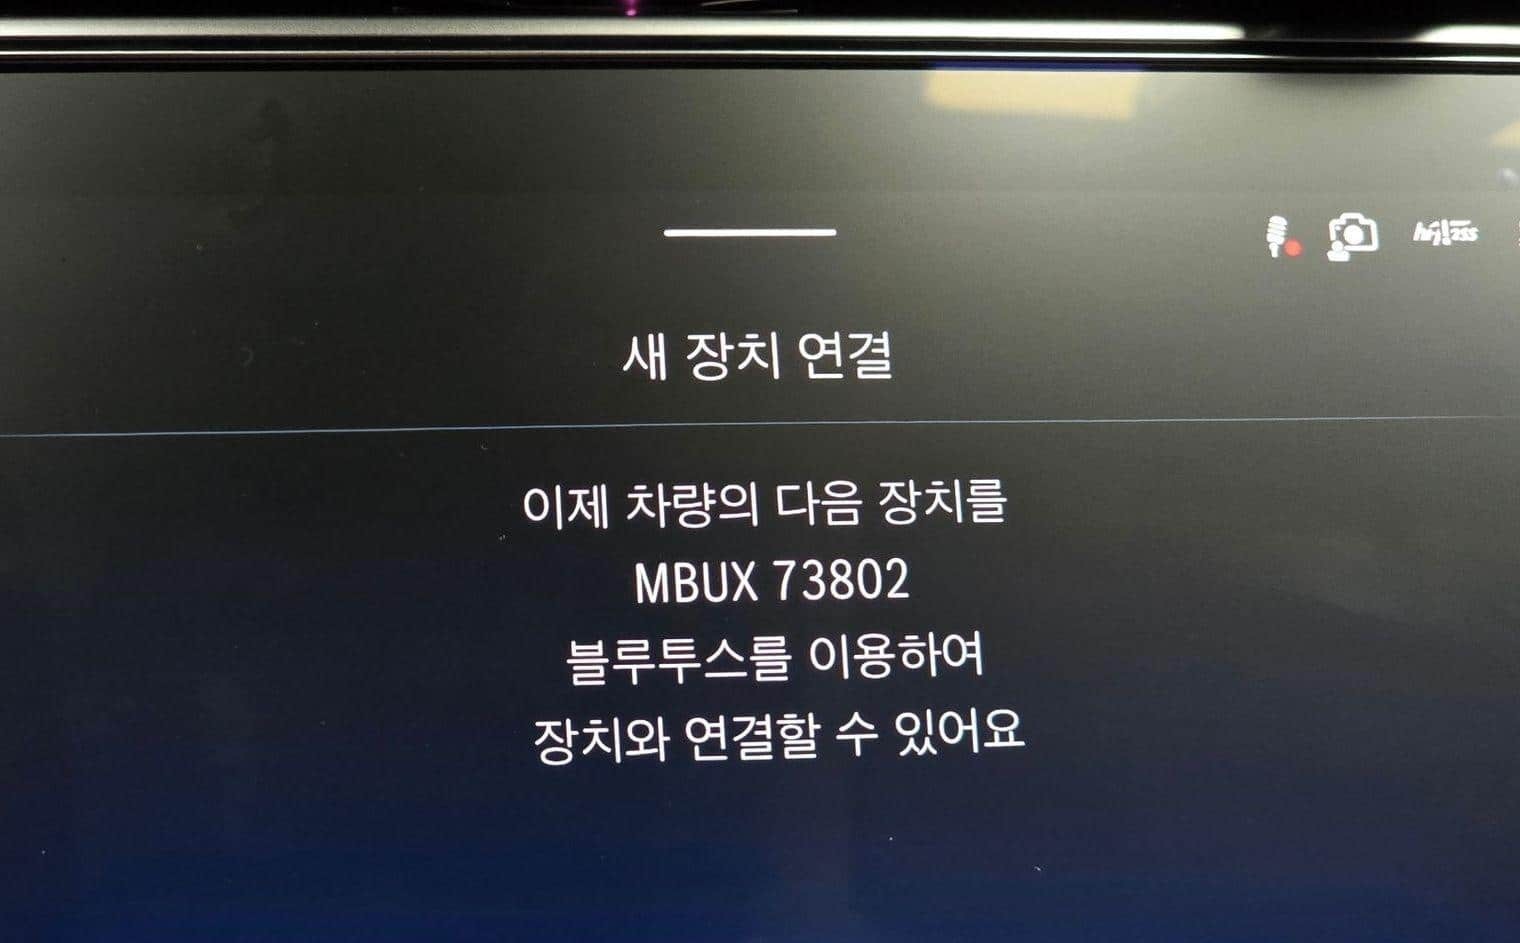 새 장치 연결
이제 차량의 다음 장치를
MBUX 73802
블루투스를 이용하여
장치와 연결할 수 있어요